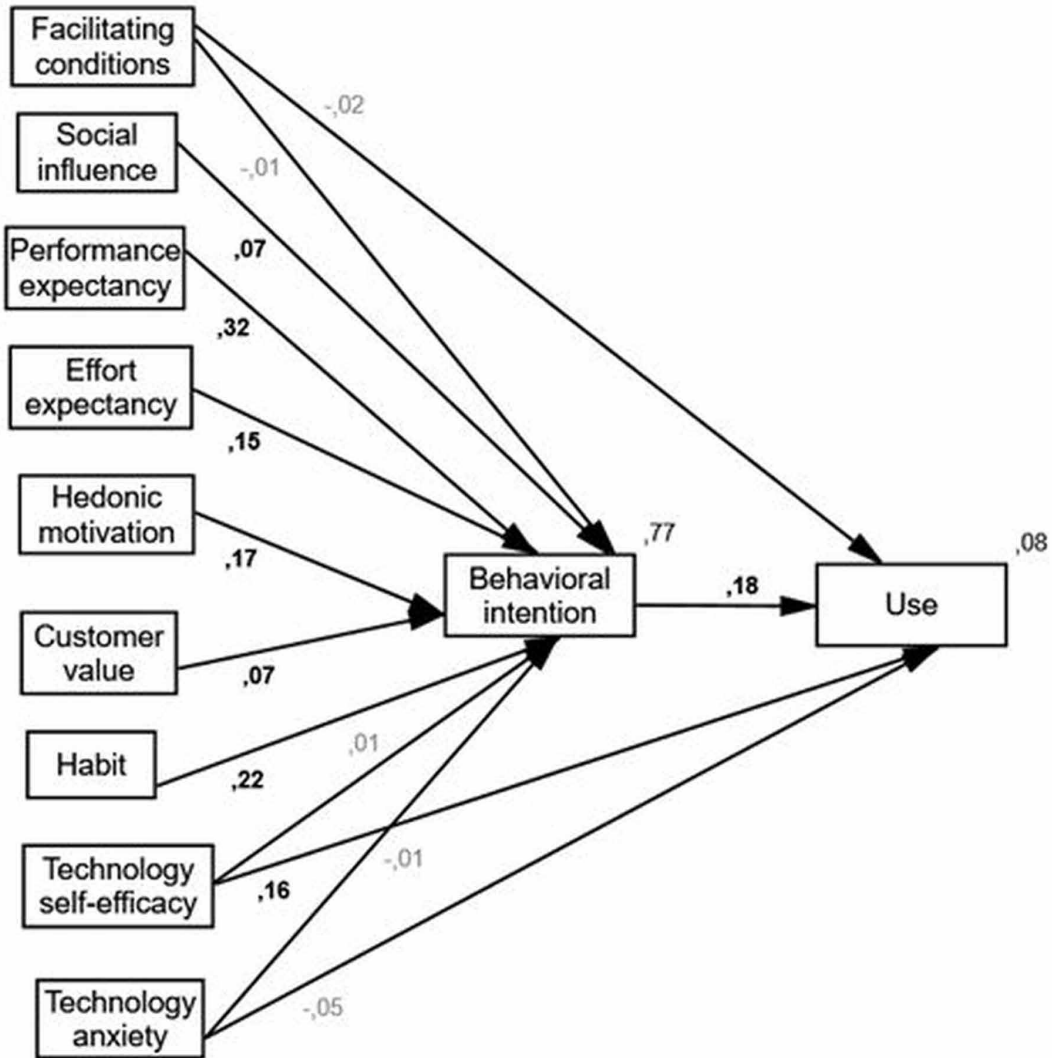 Facilitating
conditions
-,02
Social
influence
-,01
Performance
expectancy
,07
,32
Effort
expectancy
,15
Hedonic
motivation
,17
,77
,08
Behavioral
intention
,18
Use
Customer
value
,07
Habit
,01
,22
Technology
self-efficacy
-,01
,16
Technology
anxiety
-,05